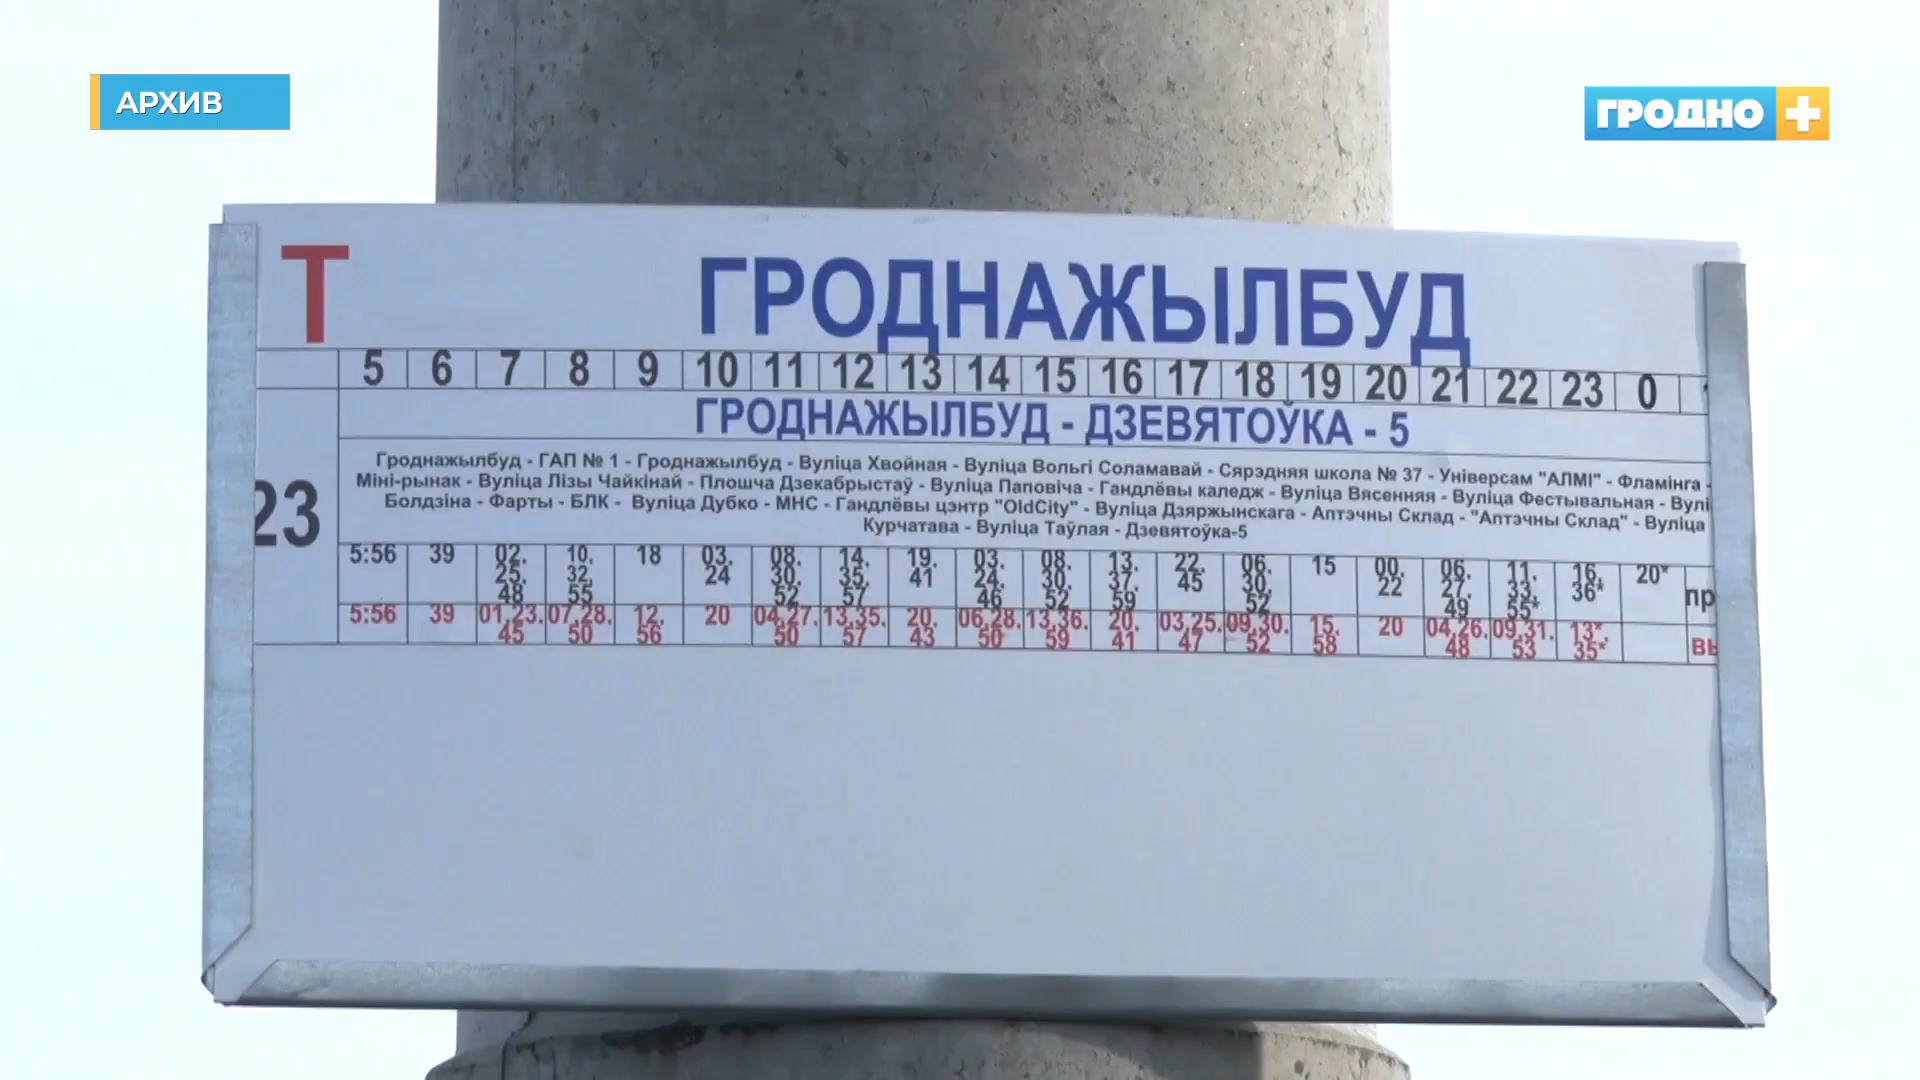 АРХИВ
ГРОДНО +
Т ГРОДНАЖЫЛБУД
5 6 7 8 9 10 11 12 13 14 15 16 17 18 19 20 21 22 23 0
ГРОДНАЖЫЛБУД - ДЗЕВЯТОЎКА - 5
23
Гроднажылбуд - ГАП № 1 - Гроднажылбуд - Вуліца Хвойная - Вуліца Вольгі Соламавай - Сярэдняя школа № 37 - Універсам "АЛМІ" - Фламінга -
Міні-рынак - Вуліца Лізы Чайкінай - Плошча Дзекабрыстаў - Вуліца Паповіча - Гандлёвы каледж - Вуліца Вясенняя - Вуліца Фестывальная - Вулі
Болдзіна - Фарты - БЛК - Вуліца Дубко - МНС - Гандлёвы цэнтр "OldCity" - Вуліца Дзяржынскага - Аптэчны Склад - "Аптэчны Склад" - Вуліца
Курчатава - Вуліца Таўлая - Дзевятоўка-5
5:56 39 02. 10. 18 03. 08. 14. 19. 03. 08. 13. 22. 06. 15 00. 06. 11. 16. 20*
25. 32. 24 30. 35. 41 24. 30. 37. 45 30. 22 27. 33. 36* пр
48 55 52 57 46 52 59 52 49 55*
5:56 39 01,23. 07,28. 12. 20 04,27. 13,35. 20. 06,28. 13,36. 20. 03,25. 09,30. 15. 20 04,26. 09,31. 13*.
45 50 56 50 57 43 50 59 41 47 52 58 48 53 35* вы